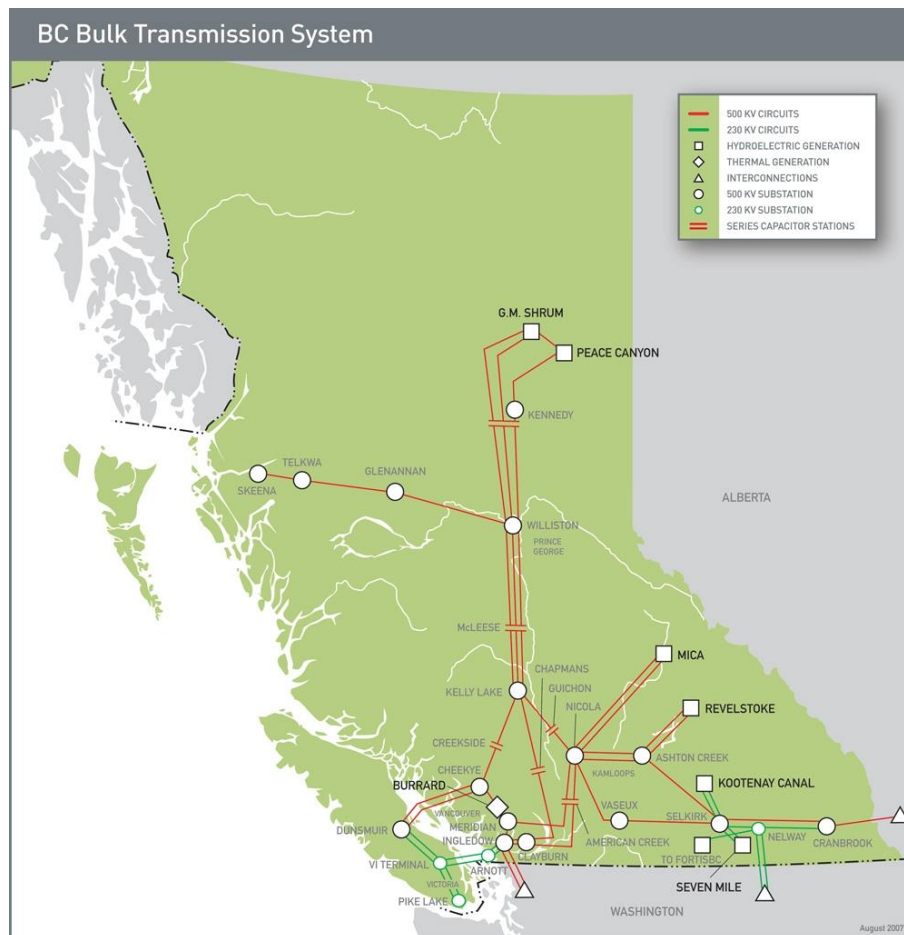 BC Bulk Transmission System
500 KV CIRCUITS
230 KV CIRCUITS
HYDROELECTRIC GENERATION
THERMAL GENERATION
INTERCONNECTIONS
500 KV SUBSTATION
230 KV SUBSTATION
SERIES CAPACITOR STATIONS
G.M. SHRUM
PEACE CANYON
KENNEDY
TELKWA
GLENANNAN
SKEENA
ALBERTA
WILLISTON
PRINCE
GEORGE
McLEESE
MICA
CHAPMANS
KELLY LAKE
GUICHON
NICOLA
REVELSTOKE
CREEKSIDE
ASHTON CREEK
CHEEKYE
KAMLOOPS
BURRARD
KOOTENAY CANAL
VANCOUVER
VASEUX
MERIDIAN
SELKIRK
DUNSMUIR
INGLEDOW
AMERICAN CREEK
NELWAY
CRANBROOK
CLAYBURN
VI TERMINAL
ARNOTT
TO FORTISBC
VICTORIA
SEVEN MILE
PIKE LAKE
WASHINGTON
August 2007